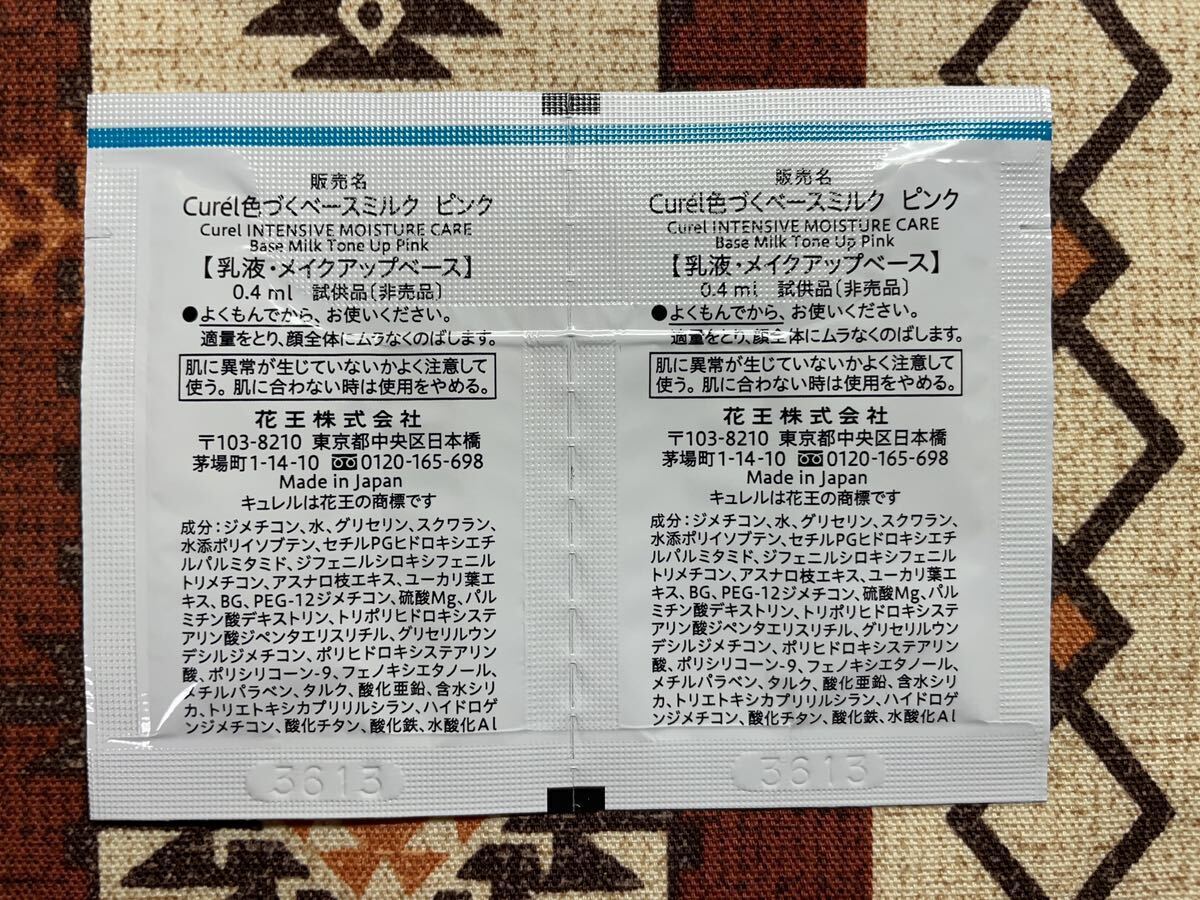 販売名
Curél色づくベースミルク ピンク
Curel INTENSIVE MOISTURE CARE
Base Milk Tone Up Pink
【乳液・メイクアップベース】
0.4 ml 試供品〔非売品〕
●よくもんでから、お使いください。
適量をとり、顔全体にムラなくのばします。
肌に異常が生じていないかよく注意して
使う。肌に合わない時は使用をやめる。
花王株式会社
〒103-8210 東京都中央区日本橋
茅場町1-14-10 0120-165-698
Made in Japan
キュレルは花王の商標です
成分:ジメチコン、水、グリセリン、スクワラン、
水添ポリイソブテン、セチルPGヒドロキシエチ
ルパルミタミド、ジフェニルシロキシフェニル
トリメチコン、アスナロ枝エキス、ユーカリ葉エ
キス、BG、PEG-12ジメチコン、硫酸Mg、パル
ミチン酸デキストリン、トリポリヒドロキシステ
アリン酸ジペンタエリスリチル、グリセリルウン
デシルジメチコン、ポリヒドロキシステアリン
酸、ポリシリコーン-9、フェノキシエタノール、
メチルパラベン、タルク、酸化亜鉛、含水シリ
カ、トリエトキシカプリリルシラン、ハイドロゲ
ンジメチコン、酸化チタン、酸化鉄、水酸化Al
3613
販売名
Curél色づくベースミルク ピンク
Curel INTENSIVE MOISTURE CARE
Base Milk Tone Up Pink
【乳液・メイクアップベース】
0.4 ml 試供品〔非売品〕
●よくもんでから、お使いください。
適量をとり、顔全体にムラなくのばします。
肌に異常が生じていないかよく注意して
使う。肌に合わない時は使用をやめる。
花王株式会社
〒103-8210 東京都中央区日本橋
茅場町1-14-10 0120-165-698
Made in Japan
キュレルは花王の商標です
成分:ジメチコン、水、グリセリン、スクワラン、
水添ポリイソブテン、セチルPGヒドロキシエチ
ルパルミタミド、ジフェニルシロキシフェニル
トリメチコン、アスナロ枝エキス、ユーカリ葉エ
キス、BG、PEG-12ジメチコン、硫酸Mg、パル
ミチン酸デキストリン、トリポリヒドロキシステ
アリン酸ジペンタエリスリチル、グリセリルウン
デシルジメチコン、ポリヒドロキシステアリン
酸、ポリシリコーン-9、フェノキシエタノール、
メチルパラベン、タルク、酸化亜鉛、含水シリ
カ、トリエトキシカプリリルシラン、ハイドロゲ
ンジメチコン、酸化チタン、酸化鉄、水酸化Al
3613